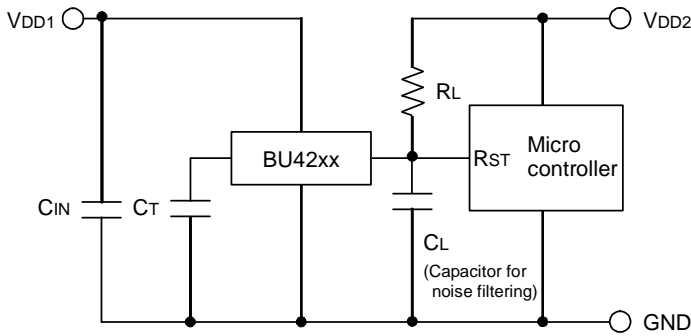 VDD1
VDD2
RL
BU42xx
RST
Micro
controller
CIN
CT
CL
(Capacitor for
noise filtering)
GND